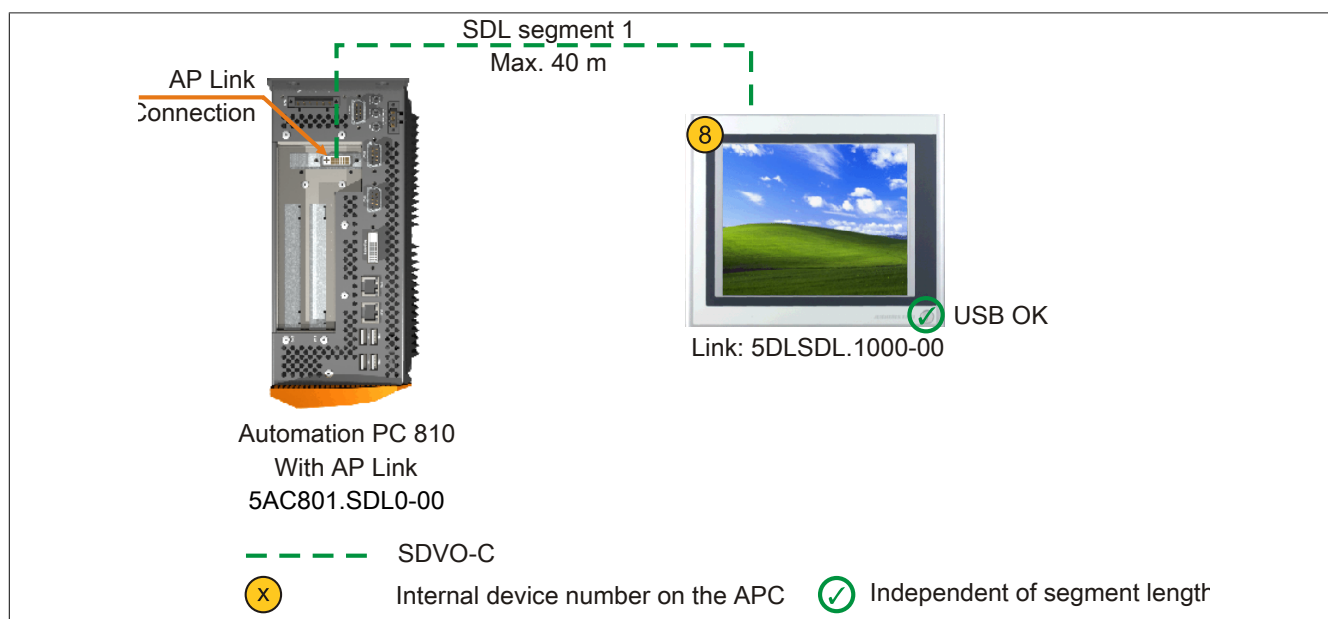 SDL segment 1
Max. 40 m
AP Link
Connection
8
USB OK
Link: 5DLSDL.1000-00
Automation PC 810
With AP Link
5AC801.SDL0-00
SDVO-C
x Internal device number on the APC
Independent of segment length